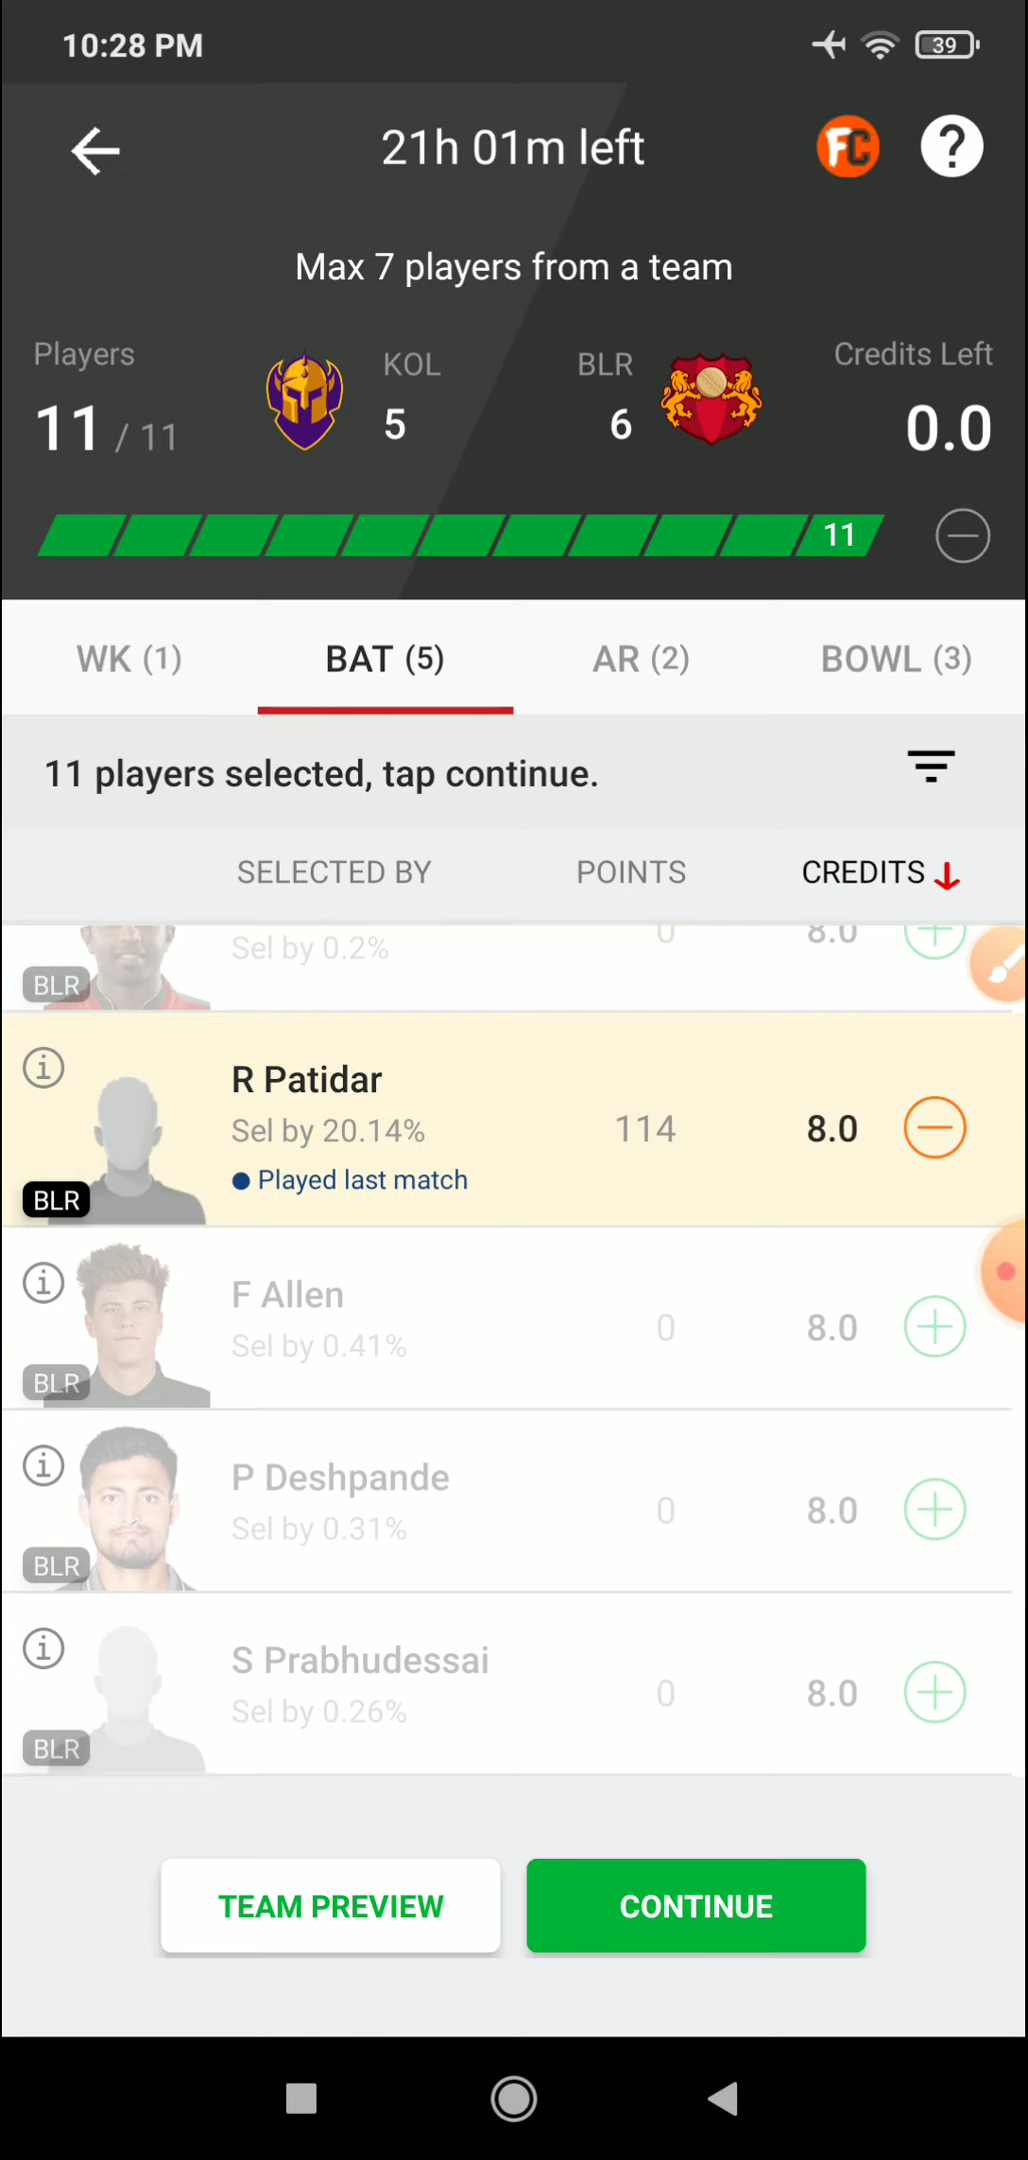 10:28 PM
39
21h 01m left
FC
?
Max 7 players from a team
Players
KOL
BLR
Credits Left
11 / 11
5
6
0.0
11
WK (1)
BAT (5)
AR (2)
BOWL (3)
11 players selected, tap continue.
SELECTED BY
POINTS
CREDITS
Sel by 0.2%
0
8.0
BLR
i
R Patidar
Sel by 20.14%
114
8.0
Played last match
BLR
i
F Allen
Sel by 0.41%
0
8.0
BLR
i
P Deshpande
Sel by 0.31%
0
8.0
BLR
i
S Prabhudessai
Sel by 0.26%
0
8.0
BLR
TEAM PREVIEW
CONTINUE